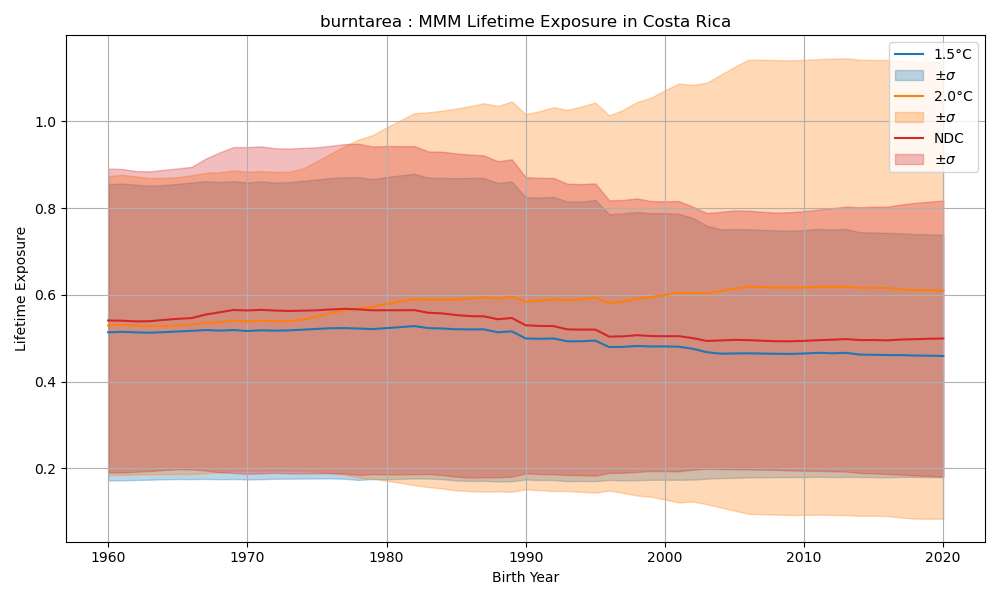 burntarea : MMM Lifetime Exposure in Costa Rica
1.5°C
±σ
2.0°C
±σ
NDC
±σ
Lifetime Exposure
1.0
0.8
0.6
0.4
0.2
1960 1970 1980 1990 2000 2010 2020
Birth Year